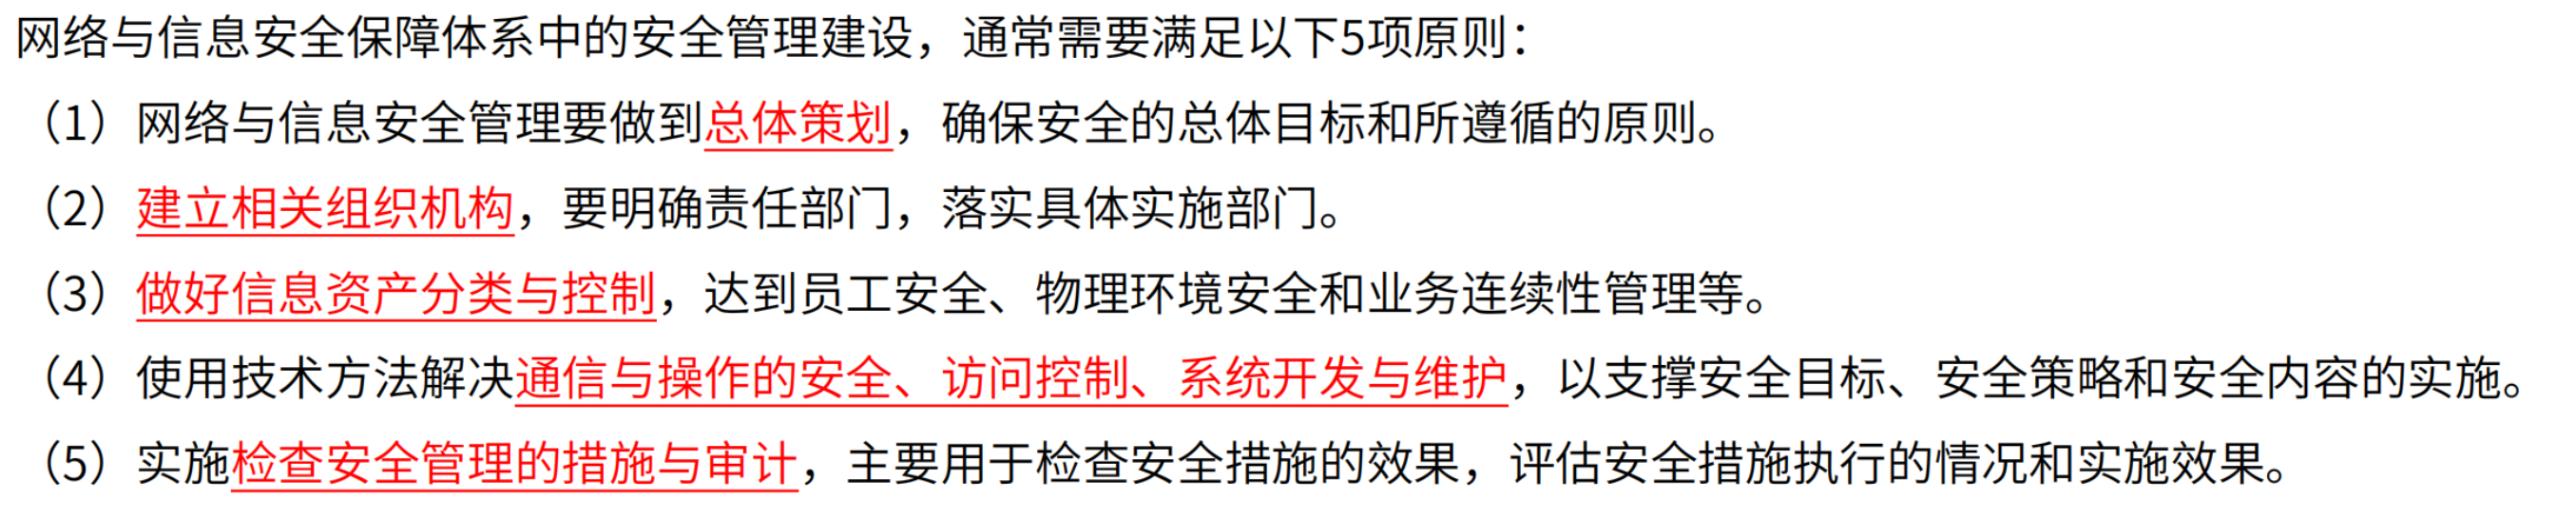 网络与信息安全保障体系中的安全管理建设，通常需要满足以下5项原则：
（1）网络与信息安全管理要做到总体策划，确保安全的总体目标和所遵循的原则。
（2）建立相关组织机构，要明确责任部门，落实具体实施部门。
（3）做好信息资产分类与控制，达到员工安全、物理环境安全和业务连续性管理等。
（4）使用技术方法解决通信与操作的安全、访问控制、系统开发与维护，以支撑安全目标、安全策略和安全内容的实施。
（5）实施检查安全管理的措施与审计，主要用于检查安全措施的效果，评估安全措施执行的情况和实施效果。